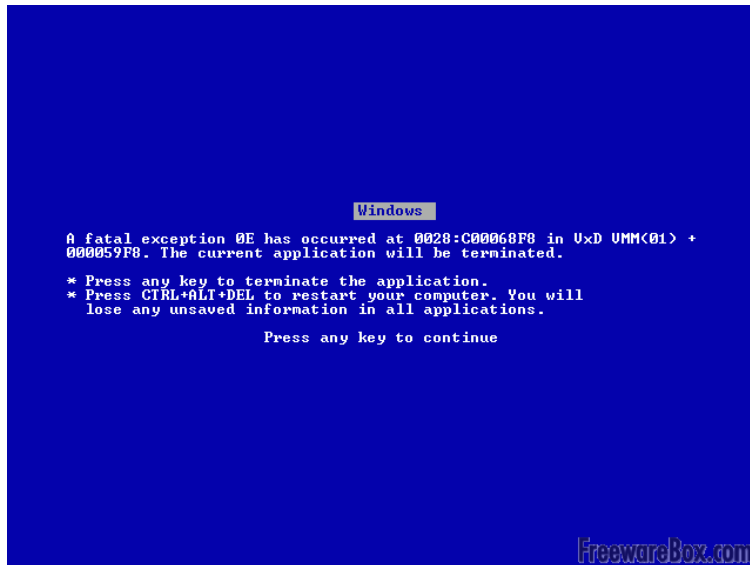 Windows
A fatal exception 0E has occurred at 0028:C00068F8 in VxD VMM(01) +
000059F8. The current application will be terminated.
* Press any key to terminate the application.
* Press CTRL+ALT+DEL to restart your computer. You will
lose any unsaved information in all applications.
Press any key to continue
FreewareBox.com